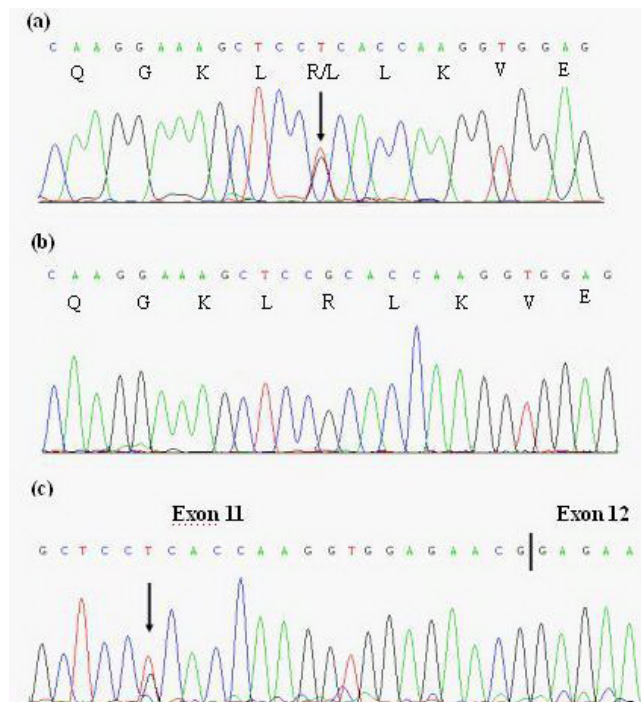 (a)
C A A G G A A A G C T C C T C A C C A A G G T G G A G
Q G K L R/L L K V E
(b)
C A A G G A A A G C T C C G C A C C A A G G T G G A G
Q G K L R L K V E
(c)
Exon 11 Exon 12
G C T C C T C A C C A A G G T G G A G A A C G G A G A A